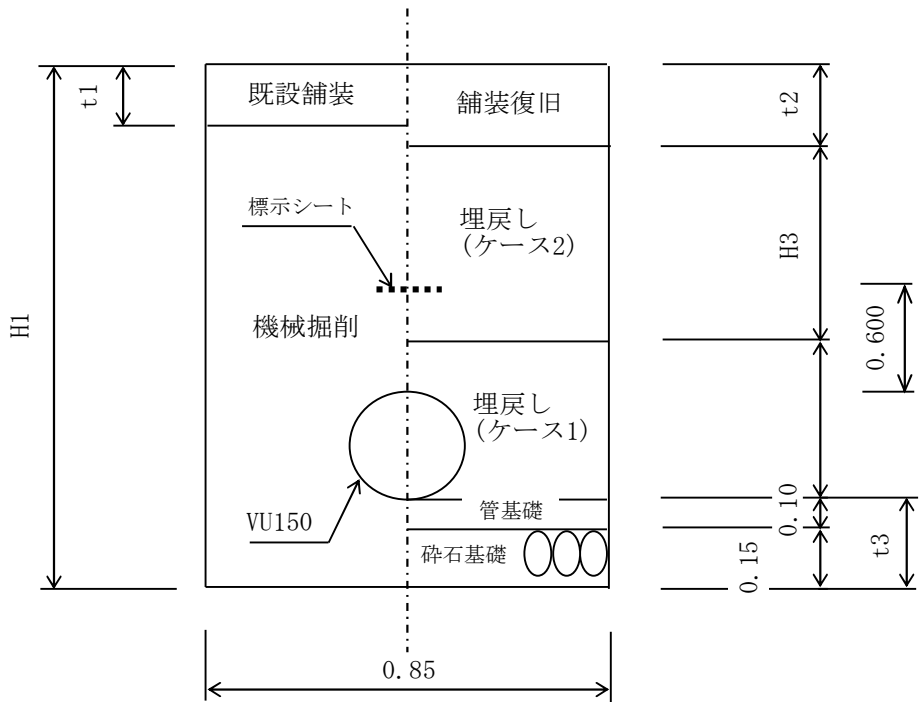 t1
既設舗装
舗装復旧
t2
標示シート
埋戻し
(ケース2)
H3
H1
機械掘削
0.600
埋戻し
(ケース1)
VU150
管基礎
0.10
砕石基礎
0.15
t3
0.85